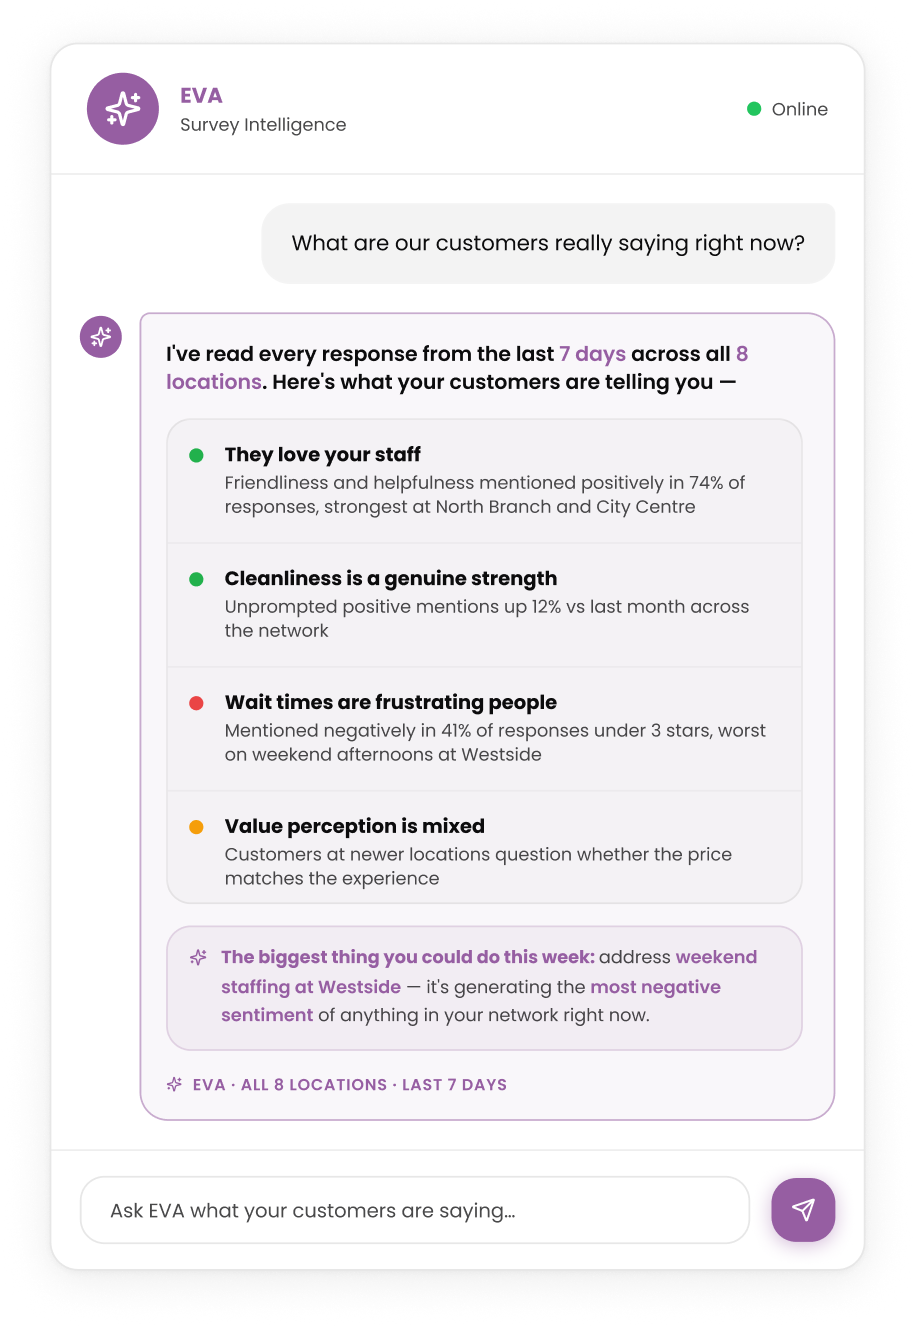 EVA
Survey Intelligence
Online
What are our customers really saying right now?
I've read every response from the last 7 days across all 8
locations. Here's what your customers are telling you —
They love your staff
Friendliness and helpfulness mentioned positively in 74% of
responses, strongest at North Branch and City Centre
Cleanliness is a genuine strength
Unprompted positive mentions up 12% vs last month across
the network
Wait times are frustrating people
Mentioned negatively in 41% of responses under 3 stars, worst
on weekend afternoons at Westside
Value perception is mixed
Customers at newer locations question whether the price
matches the experience
The biggest thing you could do this week: address weekend
staffing at Westside — it's generating the most negative
sentiment of anything in your network right now.
EVA · ALL 8 LOCATIONS · LAST 7 DAYS
Ask EVA what your customers are saying...